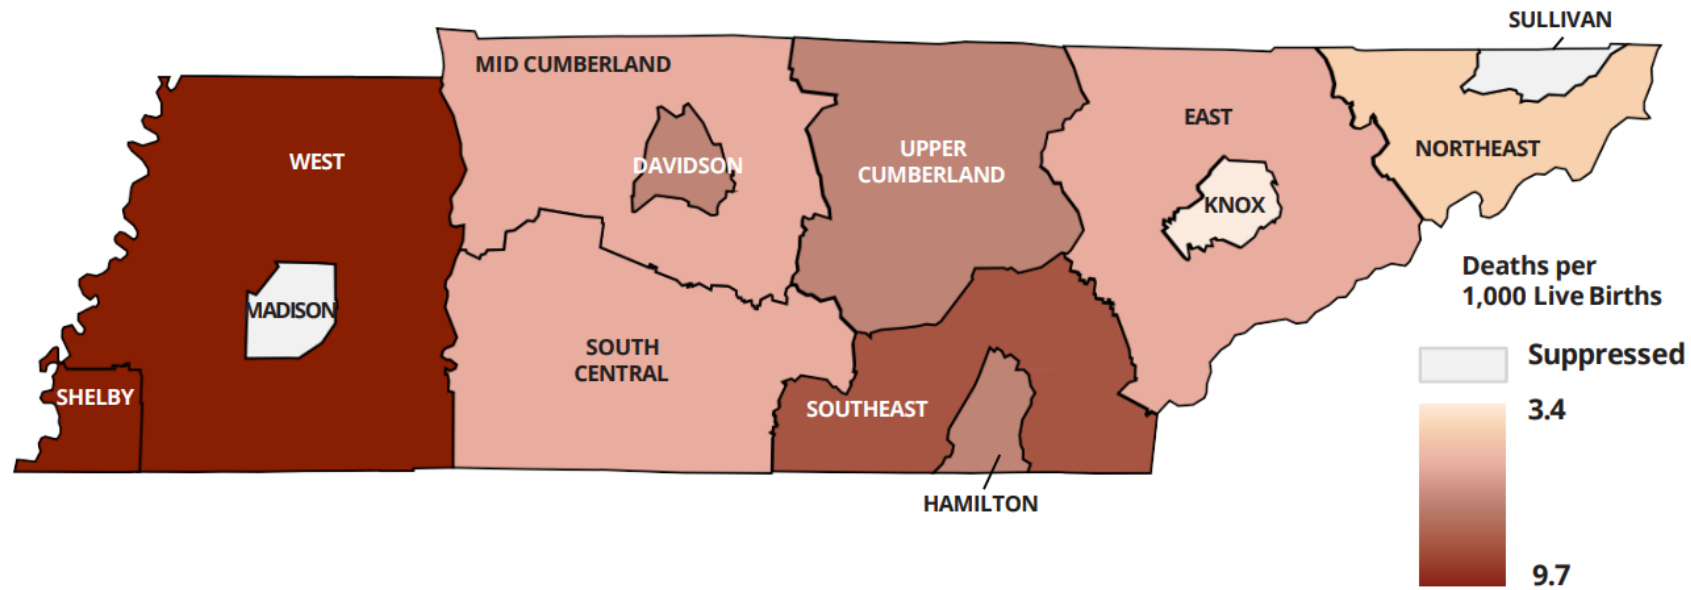 SULLIVAN
MID CUMBERLAND
EAST
UPPER
CUMBERLAND
NORTHEAST
WEST
DAVIDSON
KNOX
Deaths per
1,000 Live Births
MADISON
SOUTH
CENTRAL
Suppressed
SHELBY
SOUTHEAST
3.4
HAMILTON
9.7